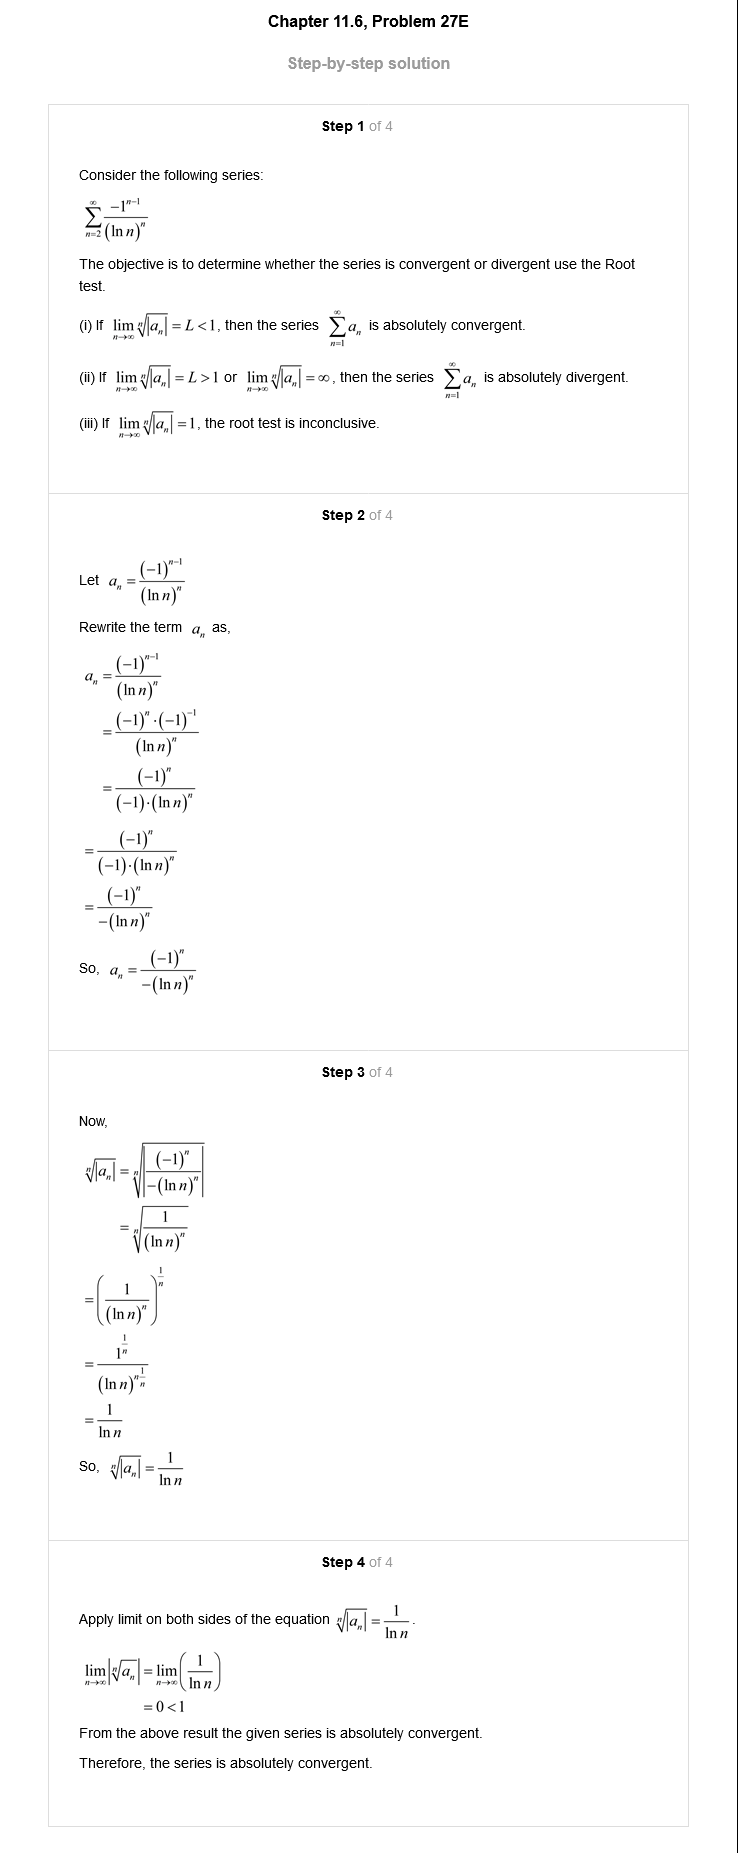 Chapter 11.6, Problem 27E
Step-by-step solution
Step 1 of 4
Consider the following series:
$\sum_{n=2}^{\infty} \frac{-1^{n-1}}{(\ln n)^n}$
The objective is to determine whether the series is convergent or divergent use the Root
test.
(i) If $\lim_{n\to\infty} \sqrt[n]{|a_n|} = L < 1$, then the series $\sum_{n=1}^{\infty} a_n$ is absolutely convergent.
(ii) If $\lim_{n\to\infty} \sqrt[n]{|a_n|} = L > 1$ or $\lim_{n\to\infty} \sqrt[n]{|a_n|} = \infty$, then the series $\sum_{n=1}^{\infty} a_n$ is absolutely divergent.
(iii) If $\lim_{n\to\infty} \sqrt[n]{|a_n|} = 1$, the root test is inconclusive.
Step 2 of 4
Let $a_n = \frac{(-1)^{n-1}}{(\ln n)^n}$
Rewrite the term $a_n$ as,
$a_n = \frac{(-1)^{n-1}}{(\ln n)^n}$
$= \frac{(-1)^n \cdot (-1)^{-1}}{(\ln n)^n}$
$= \frac{(-1)^n}{(-1) \cdot (\ln n)^n}$
$= \frac{(-1)^n}{(-1) \cdot (\ln n)^n}$
$= \frac{(-1)^n}{-(\ln n)^n}$
So, $a_n = \frac{(-1)^n}{-(\ln n)^n}$
Step 3 of 4
Now,
$\sqrt[n]{|a_n|} = \sqrt[n]{\left|\frac{(-1)^n}{-(\ln n)^n}\right|}$
$= \sqrt[n]{\frac{1}{(\ln n)^n}}$
$= \left(\frac{1}{(\ln n)^n}\right)^{\frac{1}{n}}$
$= \frac{1^{\frac{1}{n}}}{(\ln n)^{n \cdot \frac{1}{n}}}$
$= \frac{1}{\ln n}$
So, $\sqrt[n]{|a_n|} = \frac{1}{\ln n}$
Step 4 of 4
Apply limit on both sides of the equation $\sqrt[n]{|a_n|} = \frac{1}{\ln n}$.
$\lim_{n\to\infty} \left|\sqrt[n]{a_n}\right| = \lim_{n\to\infty} \left(\frac{1}{\ln n}\right)$
$= 0 < 1$
From the above result the given series is absolutely convergent.
Therefore, the series is absolutely convergent.